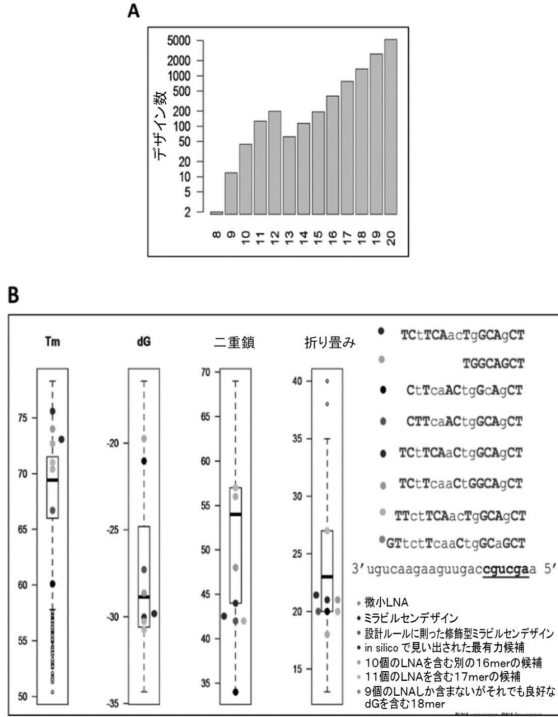 A
デザイン数
5000
2000
1000
500
200
100
50
20
10
5
2
8 9 10 11 12 13 14 15 16 17 18 19 20
B
Tm
75
70
65
60
55
50
dG
-20
-25
-30
-35
二重鎖
70
65
60
55
50
45
40
35
折り畳み
40
35
30
25
20
15
TCtTCAacTgGCAgCT
TGGCAGCT
CtTcaACtgGcAgCT
CTTcaACtgGCAgCT
TCtTCAaCtgGCAgCT
TCtTcaaCTGGCAgCT
TTctTCAACtgGCAgCT
GTtctTcaaCtgGCaGCT
3'ugucaagaaguugaccgucgaa 5'
微小LNA
ミラビルセンデザイン
設計ルールに則った修飾型ミラビルセンデザイン
in silico で見い出された最有力候補
10個のLNAを含む別の16merの候補
11個のLNAを含む17merの候補
9個のLNAしか含まないがそれでも良好な
dGを含む18mer